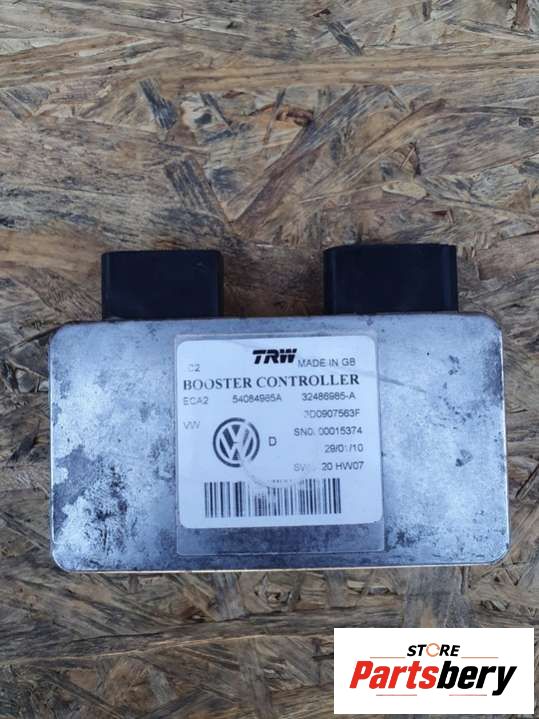 TRW MADE IN GB
C2
BOOSTER CONTROLLER
ECA2 54084985A 32486985-A
3D0907563F
VW D SN0 00015374
29/01/10
20 HW07
STORE
Partsbery